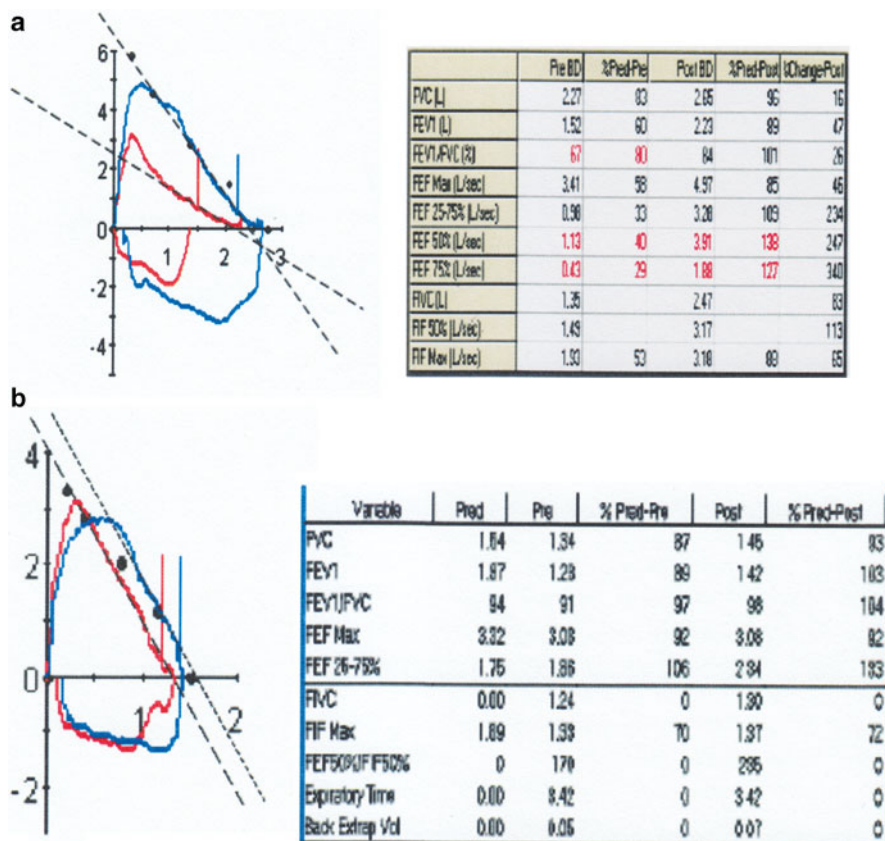 a
6
4
2
0
-2
-4
1 2 3
Pre BD %Pred-Pre Post BD %Pred-Post %Change-Post
FVC (L) 2.27 83 2.65 96 16
FEV1 (L) 1.52 60 2.23 89 47
FEV1/FVC (%) 67 80 84 101 26
FEF Max (L/sec) 3.41 58 4.97 85 46
FEF 25-75% (L/sec) 0.98 33 3.28 109 234
FEF 50% (L/sec) 1.13 40 3.91 138 247
FEF 75% (L/sec) 0.43 29 1.88 127 340
FIVC (L) 1.35 2.47 83
FIF 50% (L/sec) 1.49 3.17 113
FIF Max (L/sec) 1.93 53 3.18 88 65
b
4
2
0
-2
1 2
Variable Pred Pre % Pred-Pre Post % Pred-Post
FVC 1.54 1.34 87 1.45 93
FEV1 1.37 1.23 89 1.42 103
FEV1/FVC 94 91 97 98 104
FEF Max 3.32 3.08 92 3.08 92
FEF 25-75% 1.75 1.86 106 2.34 133
FIVC 0.00 1.24 0 1.30 0
FIF Max 1.89 1.33 70 1.37 72
FEF50%/FIF50% 0 179 0 235 0
Expiratory Time 0.00 3.42 0 3.42 0
Back Extrap Vol 0.00 0.05 0 0.07 0